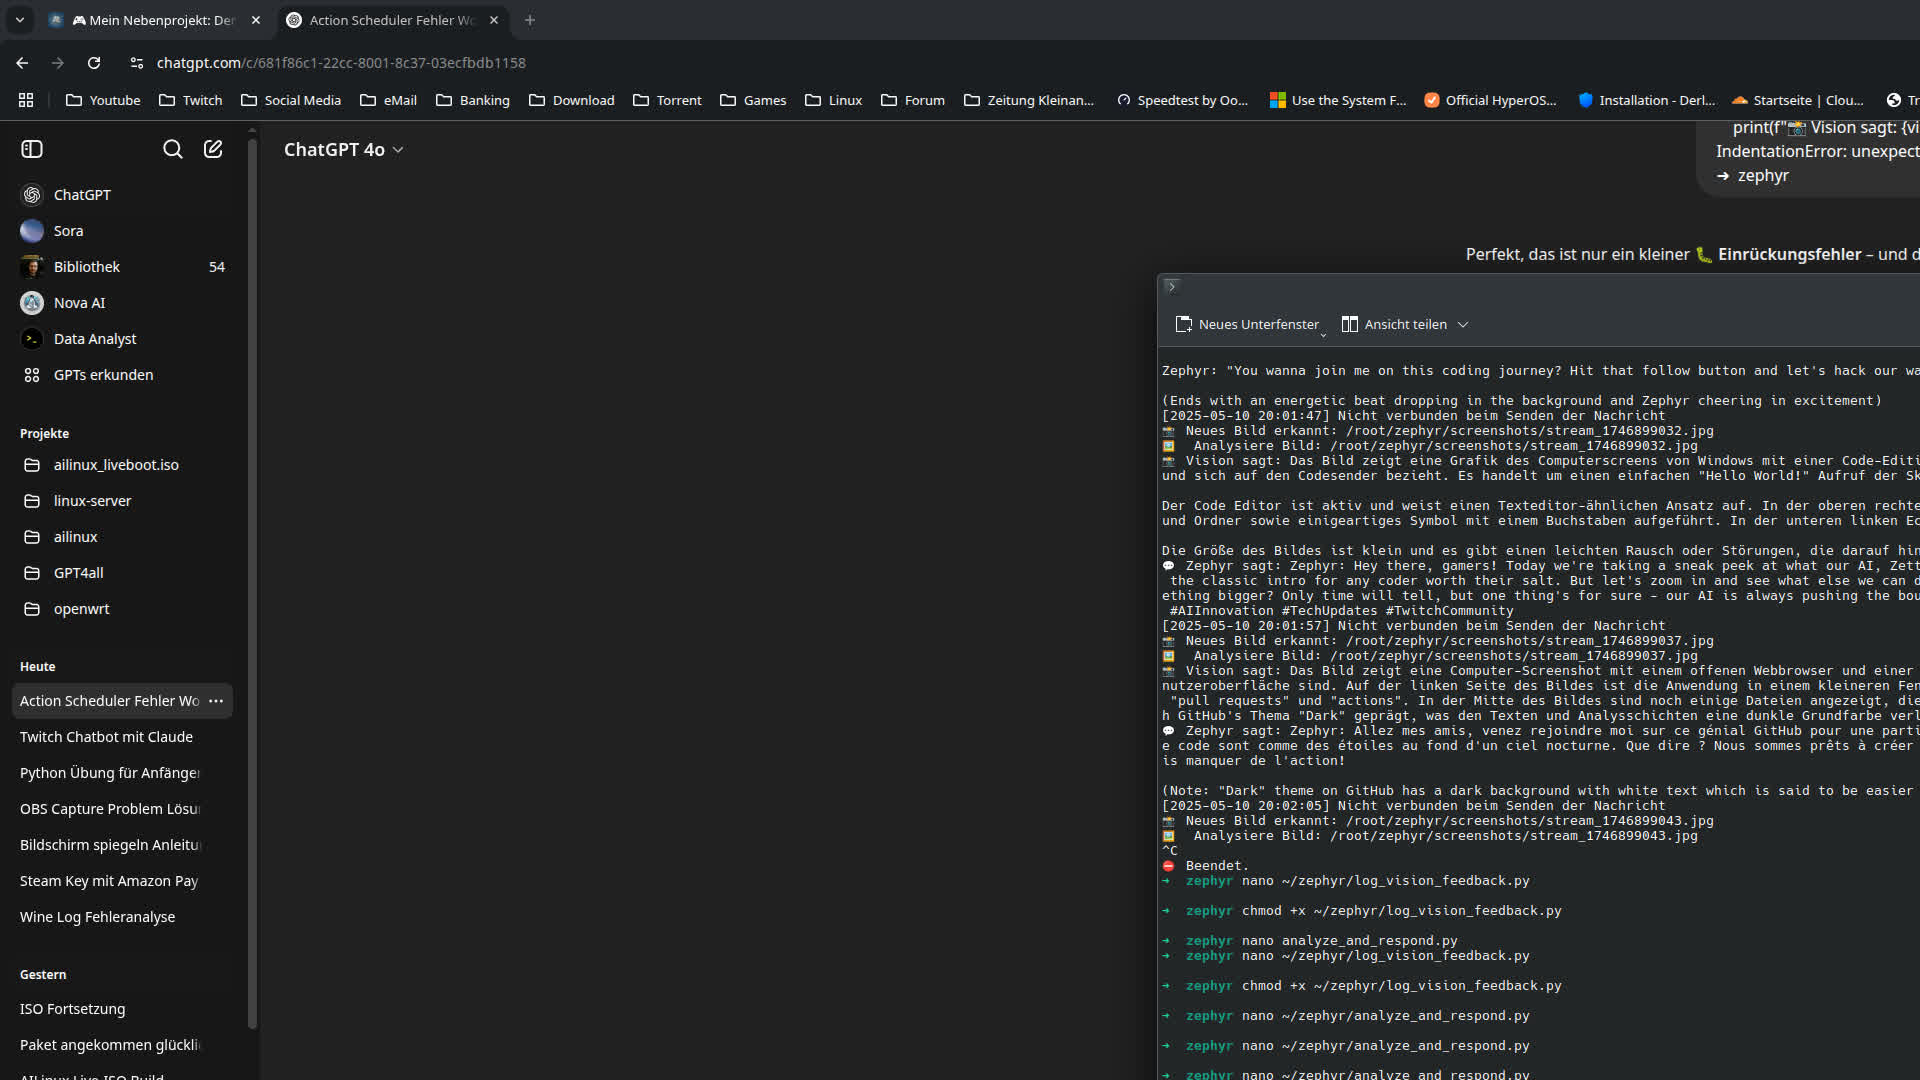 🎮 Mein Nebenprojekt: Der
Action Scheduler Fehler Wo
chatgpt.com/c/681f86c1-22cc-8001-8c37-03ecfbdb1158
Youtube
Twitch
Social Media
eMail
Banking
Download
Torrent
Games
Linux
Forum
Zeitung Kleinan...
Speedtest by Oo...
Use the System F...
Official HyperOS...
Installation - Derl...
Startseite | Clou...
ChatGPT
Sora
Bibliothek 54
Nova AI
Data Analyst
GPTs erkunden
Projekte
ailinux_liveboot.iso
linux-server
ailinux
GPT4all
openwrt
Heute
Action Scheduler Fehler Wo ...
Twitch Chatbot mit Claude
Python Übung für Anfänger
OBS Capture Problem Lösu
Bildschirm spiegeln Anleitu
Steam Key mit Amazon Pay
Wine Log Fehleranalyse
Gestern
ISO Fortsetzung
Paket angekommen glückli
AILinux Live ISO Build
ChatGPT 4o
print(f"📸 Vision sagt: {vi
IndentationError: unexpect
→ zephyr
Perfekt, das ist nur ein kleiner 🐛 Einrückungsfehler – und d
Neues Unterfenster Ansicht teilen
Zephyr: "You wanna join me on this coding journey? Hit that follow button and let's hack our wa
(Ends with an energetic beat dropping in the background and Zephyr cheering in excitement)
[2025-05-10 20:01:47] Nicht verbunden beim Senden der Nachricht
📸 Neues Bild erkannt: /root/zephyr/screenshots/stream_1746899032.jpg
🖼️ Analysiere Bild: /root/zephyr/screenshots/stream_1746899032.jpg
📸 Vision sagt: Das Bild zeigt eine Grafik des Computerscreens von Windows mit einer Code-Editi
und sich auf den Codesender bezieht. Es handelt um einen einfachen "Hello World!" Aufruf der Sk
Der Code Editor ist aktiv und weist einen Texteditor-ähnlichen Ansatz auf. In der oberen rechte
und Ordner sowie einigeartiges Symbol mit einem Buchstaben aufgeführt. In der unteren linken Ec
Die Größe des Bildes ist klein und es gibt einen leichten Rausch oder Störungen, die darauf hin
💬 Zephyr sagt: Zephyr: Hey there, gamers! Today we're taking a sneak peek at what our AI, Zett
the classic intro for any coder worth their salt. But let's zoom in and see what else we can d
ething bigger? Only time will tell, but one thing's for sure - our AI is always pushing the bou
#AIInnovation #TechUpdates #TwitchCommunity
[2025-05-10 20:01:57] Nicht verbunden beim Senden der Nachricht
📸 Neues Bild erkannt: /root/zephyr/screenshots/stream_1746899037.jpg
🖼️ Analysiere Bild: /root/zephyr/screenshots/stream_1746899037.jpg
📸 Vision sagt: Das Bild zeigt eine Computer-Screenshot mit einem offenen Webbrowser und einer
nutzeroberfläche sind. Auf der linken Seite des Bildes ist die Anwendung in einem kleineren Fen
"pull requests" und "actions". In der Mitte des Bildes sind noch einige Dateien angezeigt, die
h GitHub's Thema "Dark" geprägt, was den Texten und Analysschichten eine dunkle Grundfarbe verl
💬 Zephyr sagt: Zephyr: Allez mes amis, venez rejoindre moi sur ce génial GitHub pour une parti
e code sont comme des étoiles au fond d'un ciel nocturne. Que dire ? Nous sommes prêts à créer
is manquer de l'action!
(Note: "Dark" theme on GitHub has a dark background with white text which is said to be easier
[2025-05-10 20:02:05] Nicht verbunden beim Senden der Nachricht
📸 Neues Bild erkannt: /root/zephyr/screenshots/stream_1746899043.jpg
🖼️ Analysiere Bild: /root/zephyr/screenshots/stream_1746899043.jpg
^C
⛔ Beendet.
→ zephyr nano ~/zephyr/log_vision_feedback.py
→ zephyr chmod +x ~/zephyr/log_vision_feedback.py
→ zephyr nano analyze_and_respond.py
→ zephyr nano ~/zephyr/log_vision_feedback.py
→ zephyr chmod +x ~/zephyr/log_vision_feedback.py
→ zephyr nano ~/zephyr/analyze_and_respond.py
→ zephyr nano ~/zephyr/analyze_and_respond.py
→ zephyr nano ~/zephyr/analyze_and_respond.py